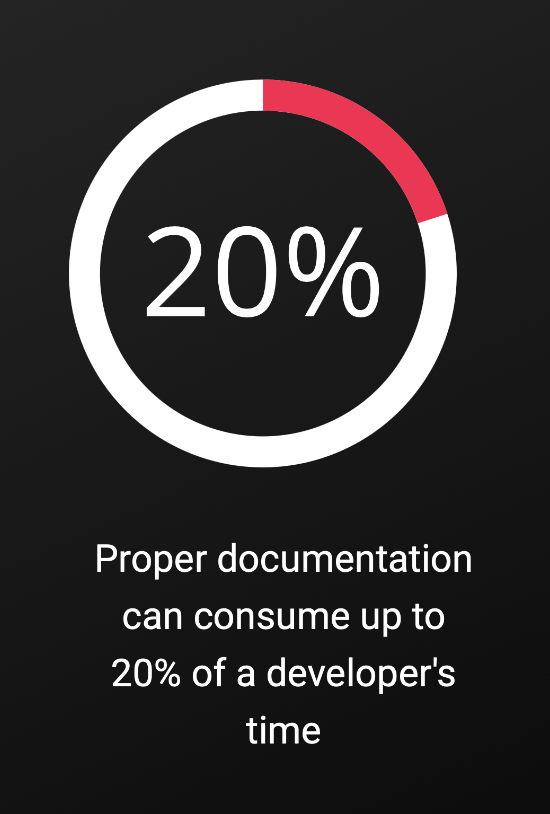 20%
Proper documentation
can consume up to
20% of a developer's
time